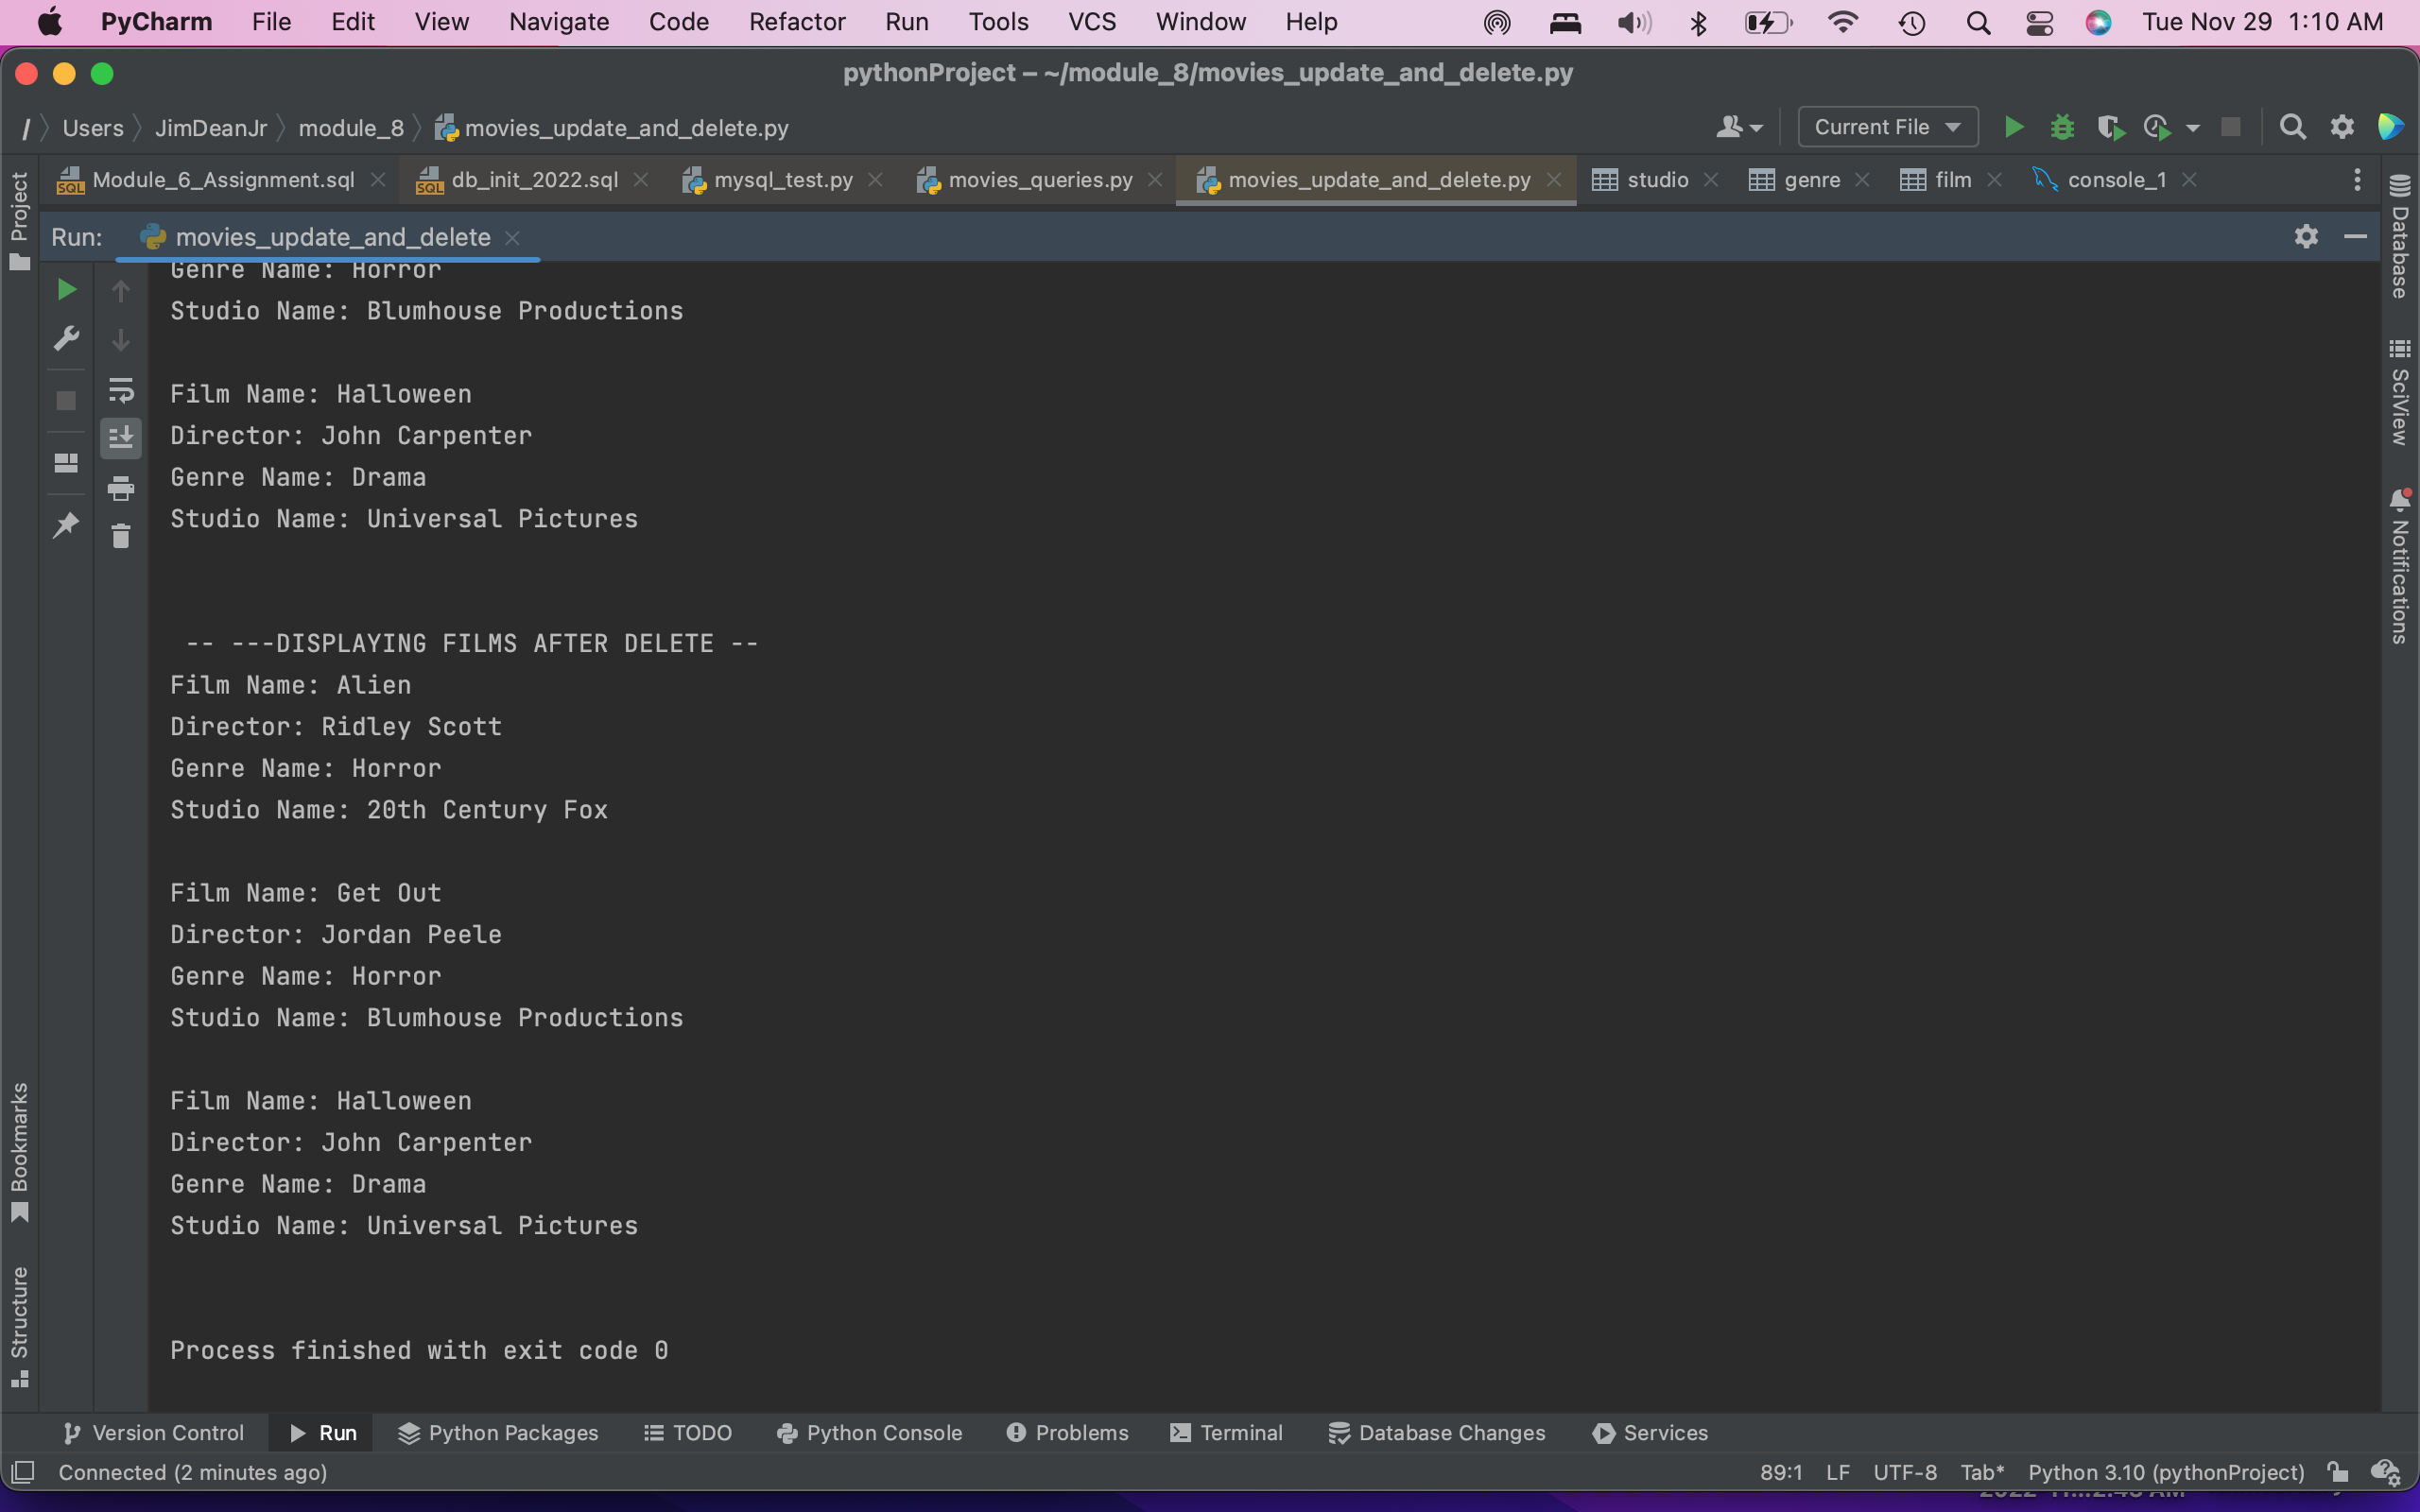 PyCharm File Edit View Navigate Code Refactor Run Tools VCS Window Help Tue Nov 29 1:10 AM
pythonProject – ~/module_8/movies_update_and_delete.py
/ Users JimDeanJr module_8 movies_update_and_delete.py Current File
Module_6_Assignment.sql db_init_2022.sql mysql_test.py movies_queries.py movies_update_and_delete.py studio genre film console_1
Project
Database
SciView
Notifications
Run: movies_update_and_delete
Genre Name: Horror
Studio Name: Blumhouse Productions
Film Name: Halloween
Director: John Carpenter
Genre Name: Drama
Studio Name: Universal Pictures
-- ---DISPLAYING FILMS AFTER DELETE --
Film Name: Alien
Director: Ridley Scott
Genre Name: Horror
Studio Name: 20th Century Fox
Film Name: Get Out
Director: Jordan Peele
Genre Name: Horror
Studio Name: Blumhouse Productions
Film Name: Halloween
Director: John Carpenter
Genre Name: Drama
Studio Name: Universal Pictures
Process finished with exit code 0
Bookmarks
Structure
Version Control Run Python Packages TODO Python Console Problems Terminal Database Changes Services
Connected (2 minutes ago) 89:1 LF UTF-8 Tab* Python 3.10 (pythonProject)